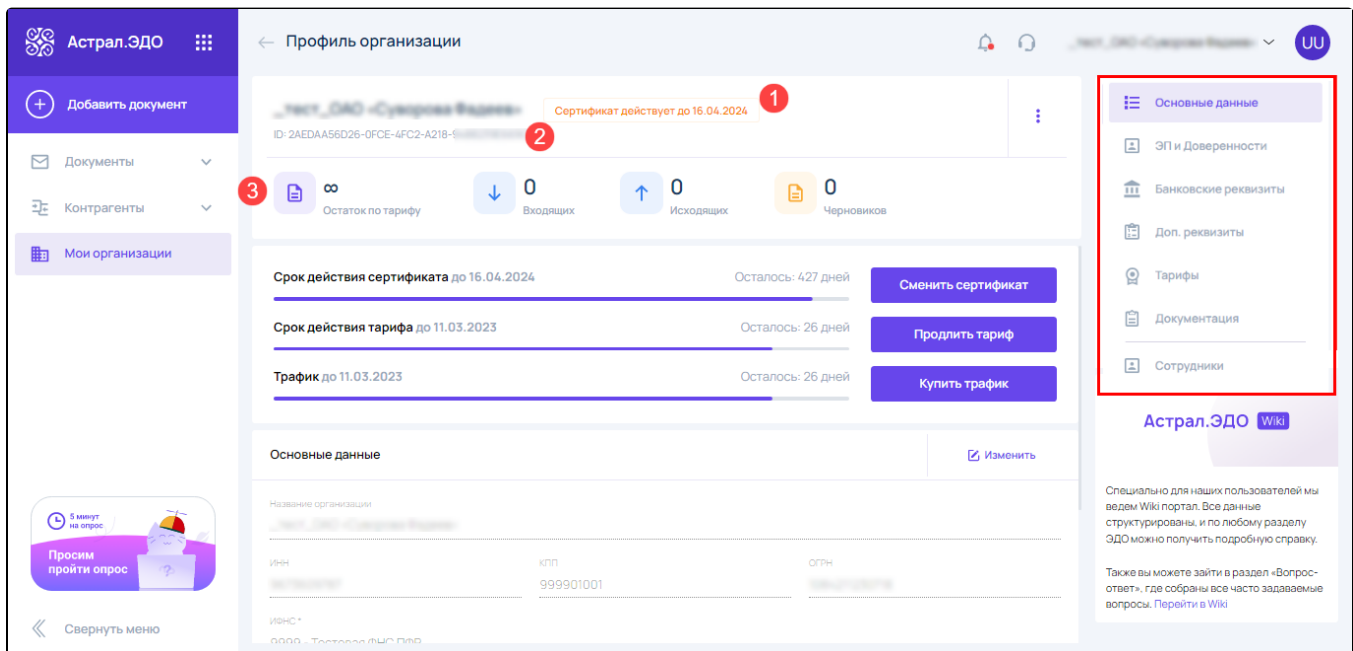 Астрал.ЭДО
Профиль организации
UU
Добавить документ
Документы
Контрагенты
Мои организации
5 минут
на опрос
Просим
пройти опрос
?
Свернуть меню
Сертификат действует до 16.04.2024
1
ID: 2AEDAA56D26-0FCE-4FC2-A218-
2
3
∞
Остаток по тарифу
0
Входящих
0
Исходящих
0
Черновиков
Срок действия сертификата до 16.04.2024
Осталось: 427 дней
Сменить сертификат
Срок действия тарифа до 11.03.2023
Осталось: 26 дней
Продлить тариф
Трафик до 11.03.2023
Осталось: 26 дней
Купить трафик
Основные данные
Изменить
Название организации
ИНН
КПП
ОГРН
999901001
ИФНС *
9999 - Тестовая ФНС ПФР
Основные данные
ЭП и Доверенности
Банковские реквизиты
Доп. реквизиты
Тарифы
Документация
Сотрудники
Астрал.ЭДО Wiki
Специально для наших пользователей мы
ведем Wiki портал. Все данные
структурированы, и по любому разделу
ЭДО можно получить подробную справку.
Также вы можете зайти в раздел «Вопрос-
ответ», где собраны все часто задаваемые
вопросы. Перейти в Wiki